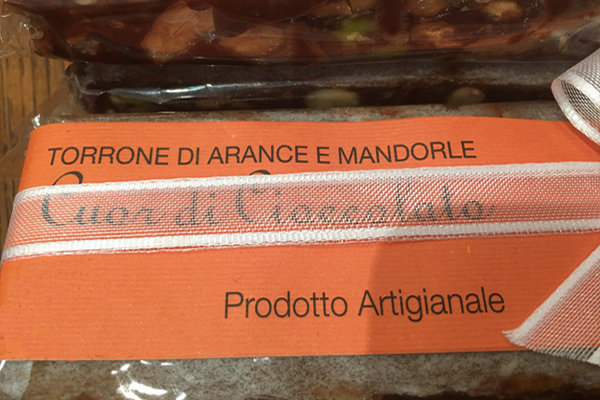 TORRONE DI ARANCE E MANDORLE
Cuor di Cioccolato
Prodotto Artigianale